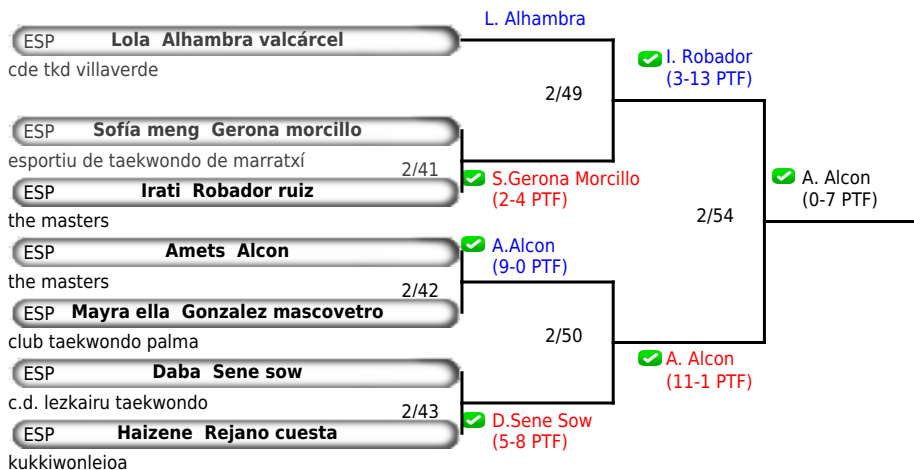 L. Alhambra
ESP Lola Alhambra valcárcel
cde tkd villaverde
I. Robador
(3-13 PTF)
2/49
ESP Sofía meng Gerona morcillo
esportiu de taekwondo de marratxí
2/41
S.Gerona Morcillo
(2-4 PTF)
ESP Irati Robador ruiz
the masters
A. Alcon
(0-7 PTF)
2/54
ESP Amets Alcon
the masters
A.Alcon
(9-0 PTF)
2/42
ESP Mayra ella Gonzalez mascovetro
club taekwondo palma
2/50
ESP Daba Sene sow
c.d. lezkairu taekwondo
A. Alcon
(11-1 PTF)
2/43
D.Sene Sow
(5-8 PTF)
ESP Haizene Rejano cuesta
kukkiwonleioa